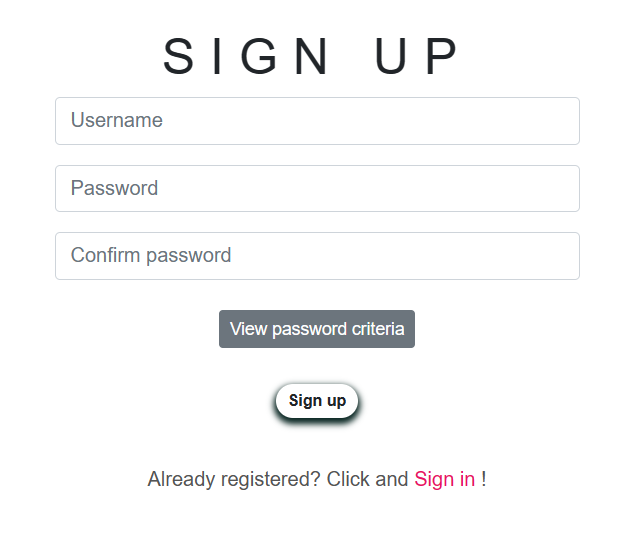 SIGN UP
Username
Password
Confirm password
View password criteria
Sign up
Already registered? Click and Sign in !